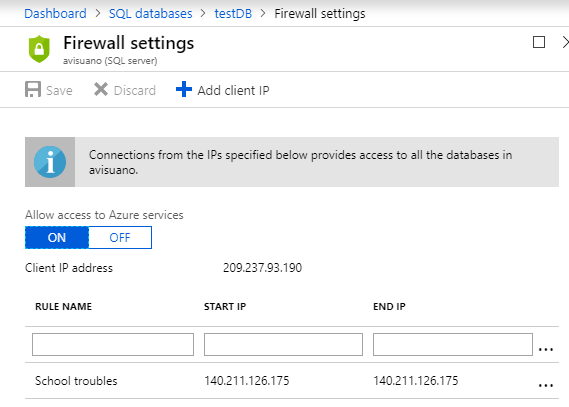 Dashboard > SQL databases > testDB > Firewall settings
Firewall settings
avisuano (SQL server)
Save Discard Add client IP
Connections from the IPs specified below provides access to all the databases in
avisuano.
Allow access to Azure services
ON OFF
Client IP address 209.237.93.190
RULE NAME START IP END IP
...
School troubles 140.211.126.175 140.211.126.175 ...